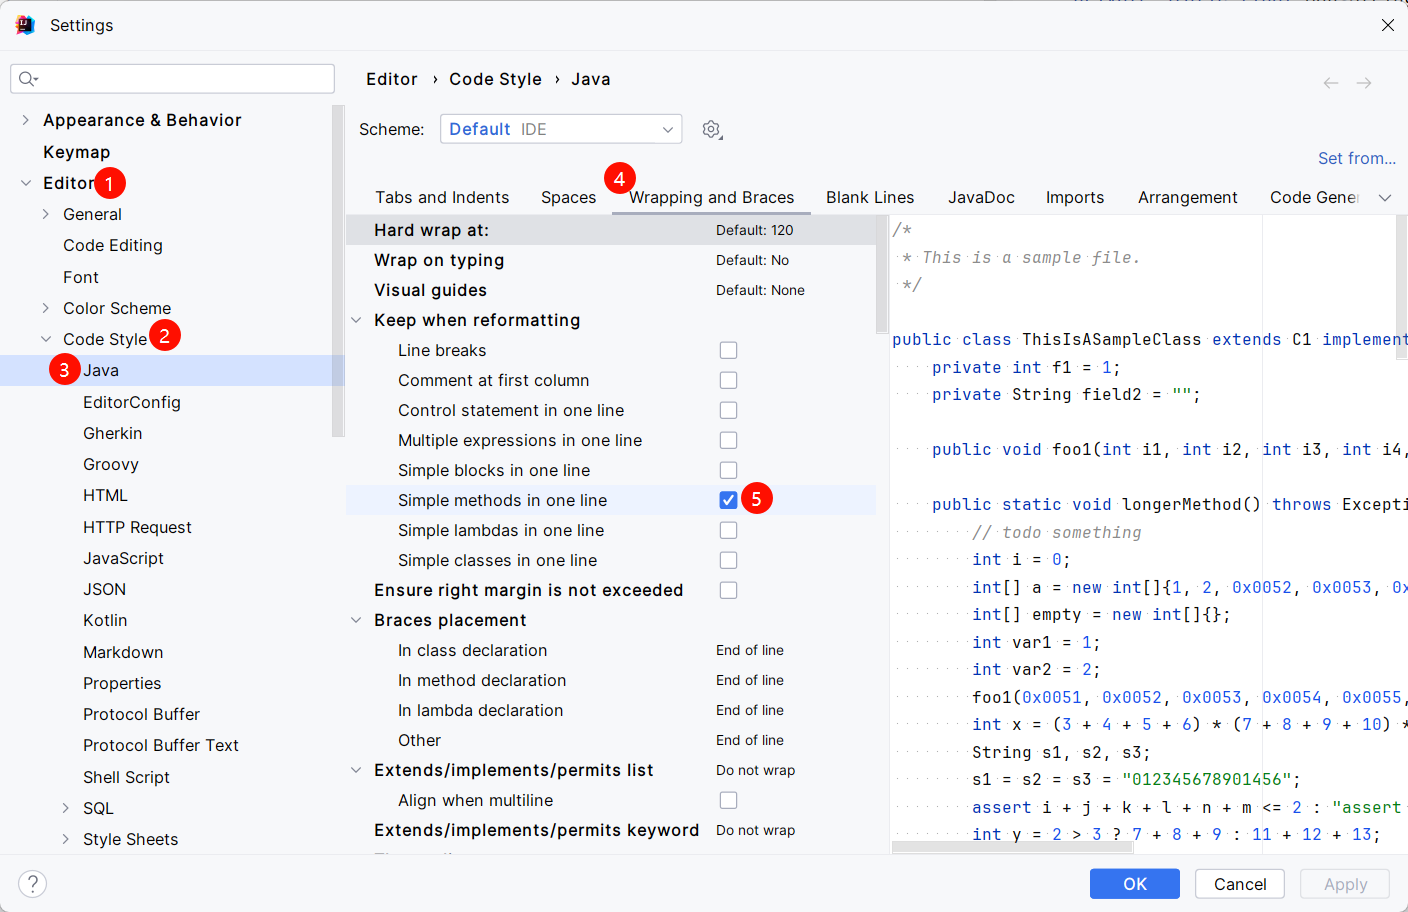 Settings
Editor › Code Style › Java
Scheme: Default IDE
Set from...
Appearance & Behavior
Keymap
Editor 1
General
Code Editing
Font
Color Scheme
Code Style 2
3 Java
EditorConfig
Gherkin
Groovy
HTML
HTTP Request
JavaScript
JSON
Kotlin
Markdown
Properties
Protocol Buffer
Protocol Buffer Text
Shell Script
SQL
Style Sheets
4
Tabs and Indents Spaces Wrapping and Braces Blank Lines JavaDoc Imports Arrangement Code Gener
Hard wrap at: Default: 120
Wrap on typing Default: No
Visual guides Default: None
Keep when reformatting
Line breaks
Comment at first column
Control statement in one line
Multiple expressions in one line
Simple blocks in one line
Simple methods in one line 5
Simple lambdas in one line
Simple classes in one line
Ensure right margin is not exceeded
Braces placement
In class declaration End of line
In method declaration End of line
In lambda declaration End of line
Other End of line
Extends/implements/permits list Do not wrap
Align when multiline
Extends/implements/permits keyword Do not wrap
/*
* This is a sample file.
*/
public class ThisIsASampleClass extends C1 implement
private int f1 = 1;
private String field2 = "";
public void foo1(int i1, int i2, int i3, int i4,
public static void longerMethod() throws Excepti
// todo something
int i = 0;
int[] a = new int[]{1, 2, 0x0052, 0x0053, 0x
int[] empty = new int[]{};
int var1 = 1;
int var2 = 2;
foo1(0x0051, 0x0052, 0x0053, 0x0054, 0x0055,
int x = (3 + 4 + 5 + 6) * (7 + 8 + 9 + 10) *
String s1, s2, s3;
s1 = s2 = s3 = "012345678901456";
assert i + j + k + l + n + m <= 2 : "assert
int y = 2 > 3 ? 7 + 8 + 9 : 11 + 12 + 13;
?
OK Cancel Apply